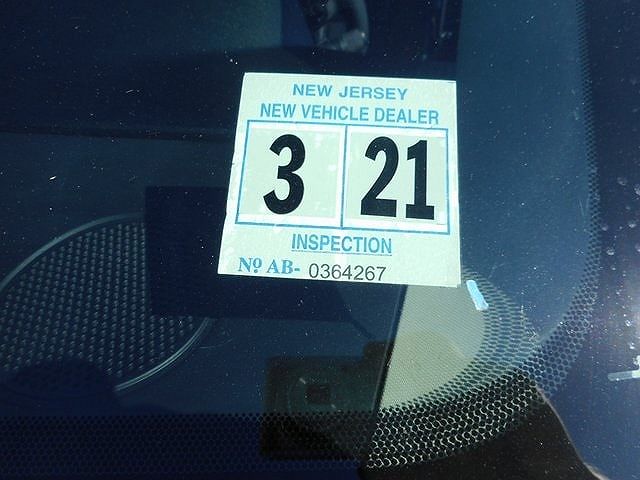 NEW JERSEY
NEW VEHICLE DEALER
3 21
INSPECTION
Nº AB- 0364267